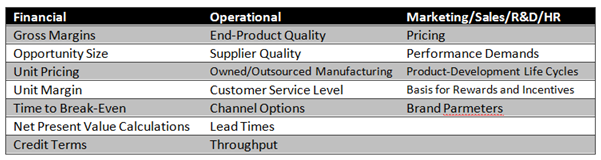 Financial Operational Marketing/Sales/R&D/HR
Gross Margins End-Product Quality Pricing
Opportunity Size Supplier Quality Performance Demands
Unit Pricing Owned/Outsourced Manufacturing Product-Development Life Cycles
Unit Margin Customer Service Level Basis for Rewards and Incentives
Time to Break-Even Channel Options Brand Parmeters
Net Present Value Calculations Lead Times
Credit Terms Throughput